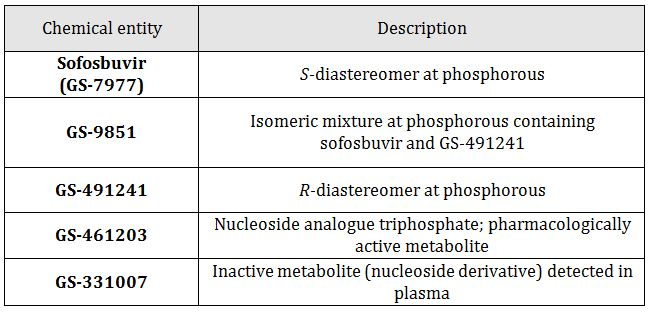 Chemical entity Description
Sofosbuvir
(GS-7977)
S-diastereomer at phosphorous
GS-9851
Isomeric mixture at phosphorous containing
sofosbuvir and GS-491241
GS-491241
R-diastereomer at phosphorous
GS-461203
Nucleoside analogue triphosphate; pharmacologically
active metabolite
GS-331007
Inactive metabolite (nucleoside derivative) detected in
plasma